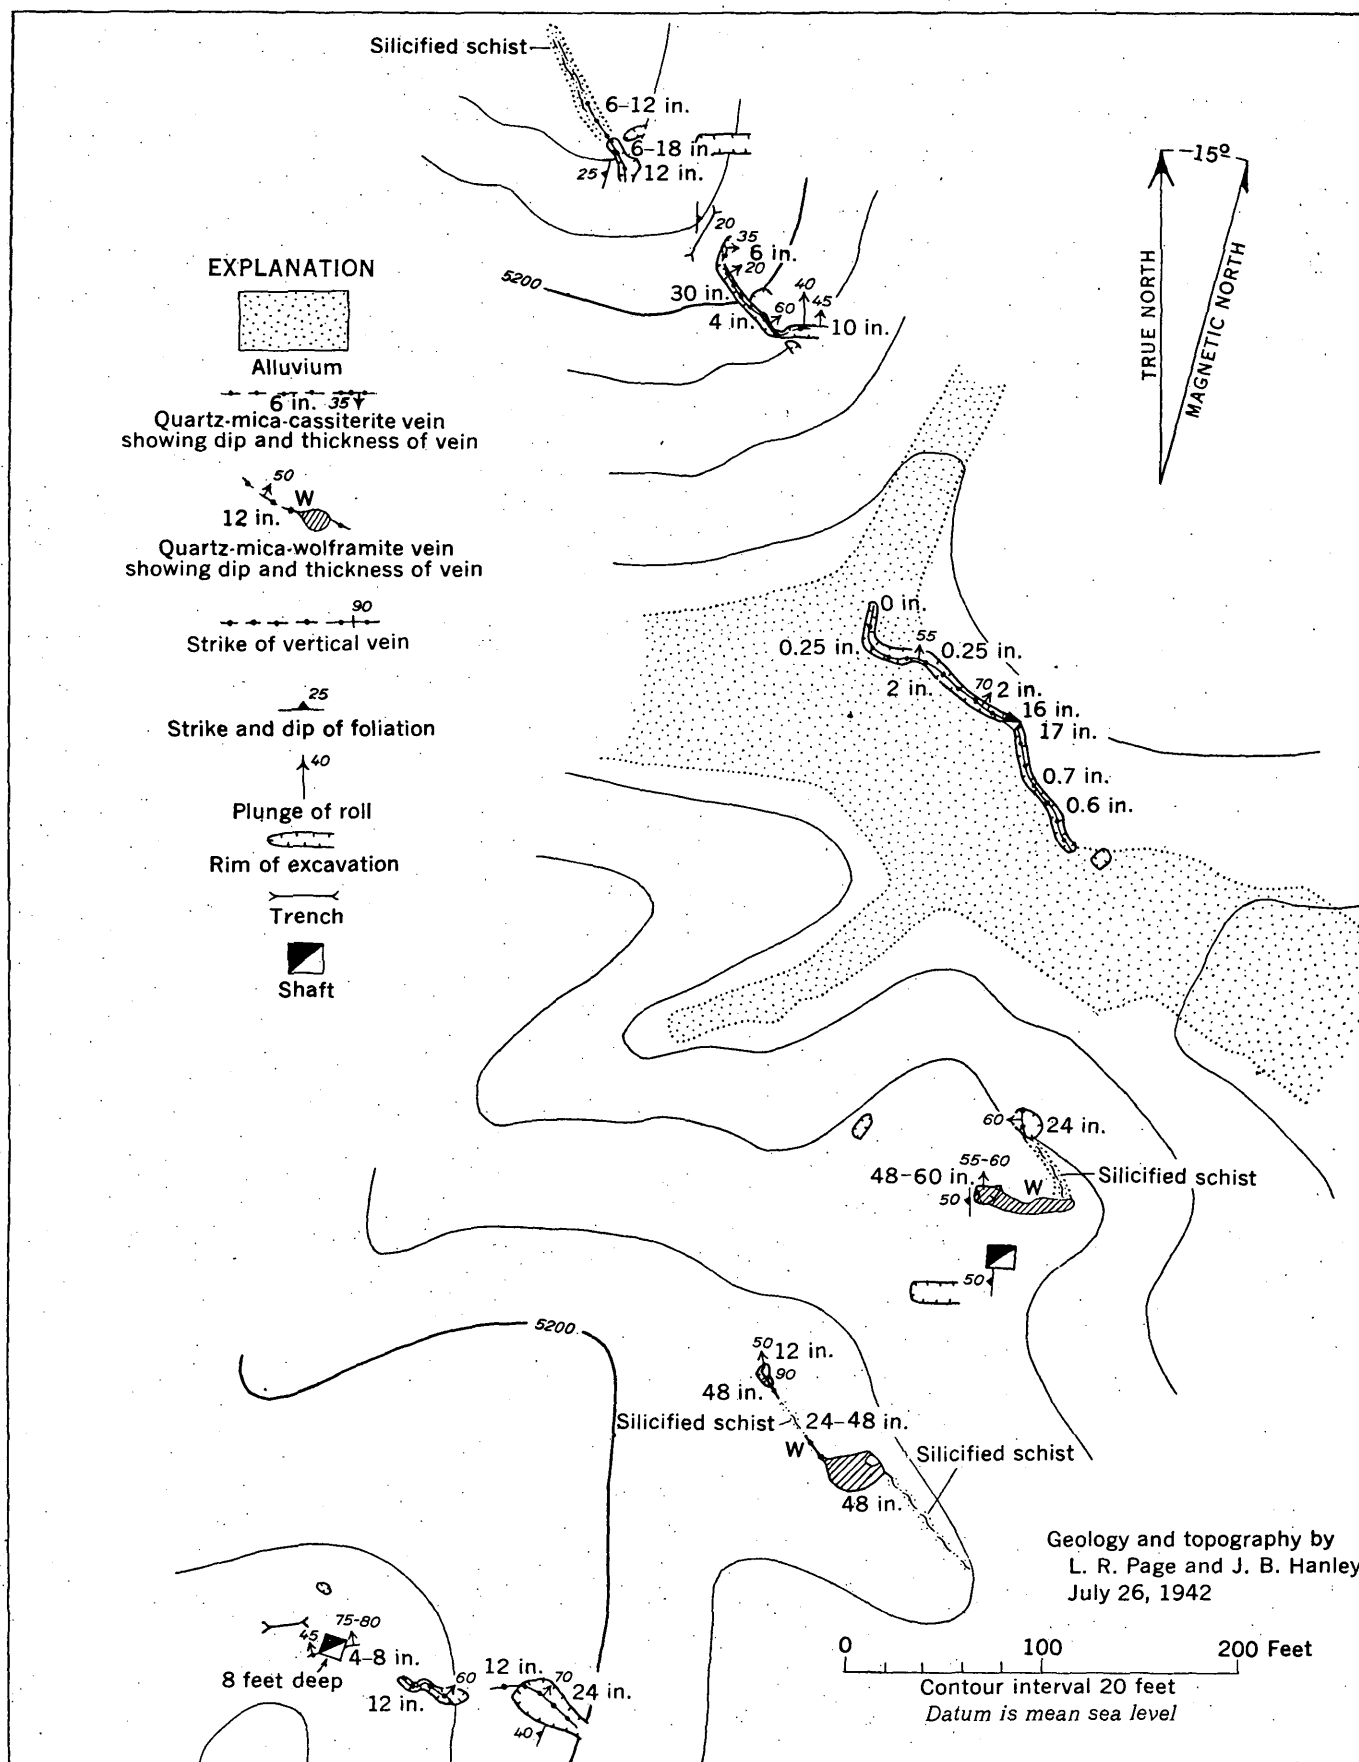 Silicified schist
6-12 in.
6-18 in.
25
12 in.
-15º
TRUE NORTH
MAGNETIC NORTH
20
35
6 in.
20
5200
30 in.
40
45
60
4 in.
10 in.
EXPLANATION
Alluvium
6 in. 35
Quartz-mica-cassiterite vein
showing dip and thickness of vein
50
W
12 in.
Quartz-mica-wolframite vein
showing dip and thickness of vein
90
Strike of vertical vein
25
Strike and dip of foliation
40
Plunge of roll
Rim of excavation
Trench
Shaft
0 in.
0.25 in.
55
0.25 in.
2 in.
70
2 in.
16 in.
17 in.
0.7 in.
0.6 in.
60
24 in.
55-60
48-60 in.
W
Silicified schist
50
50
5200
50
12 in.
90
48 in.
Silicified schist
24-48 in.
W
Silicified schist
48 in.
Geology and topography by
L. R. Page and J. B. Hanley
July 26, 1942
75-80
45
4-8 in.
8 feet deep
60
12 in.
12 in.
70
24 in.
40
0 100 200 Feet
Contour interval 20 feet
Datum is mean sea level